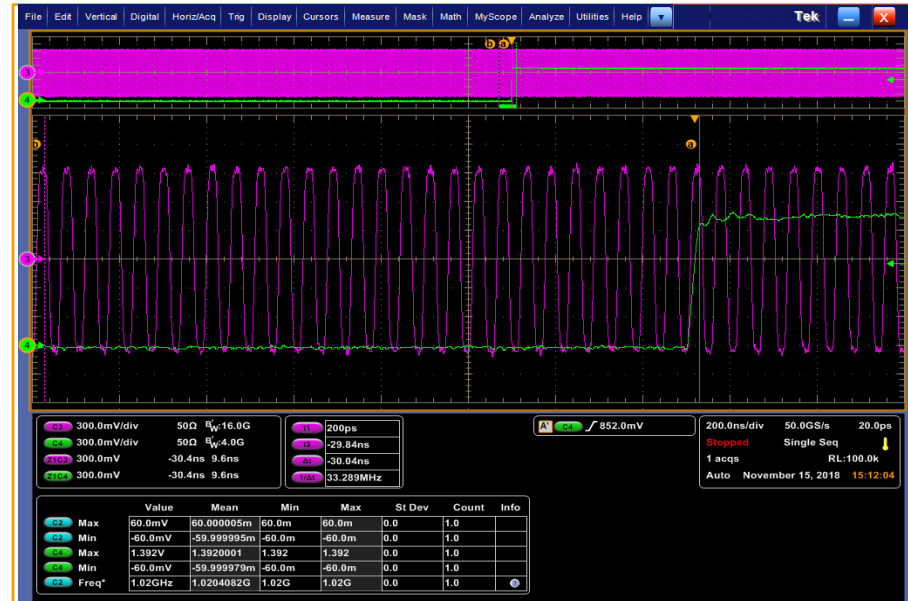 File Edit Vertical Digital Horiz/Acq Trig Display Cursors Measure Mask Math MyScope Analyze Utilities Help Tek X
b a
3
4
b a
3
4
C3 300.0mV/div 50Ω BW:16.0G
C4 300.0mV/div 50Ω BW:4.0G
Z1C3 300.0mV -30.4ns 9.6ns
Z1C4 300.0mV -30.4ns 9.6ns
t1 200ps
t2 -29.84ns
Δt -30.04ns
1/Δt 33.289MHz
A' C4 852.0mV
200.0ns/div 50.0GS/s 20.0ps
Stopped Single Seq
1 acqs RL:100.0k
Auto November 15, 2018 15:12:04
Value Mean Min Max St Dev Count Info
C2 Max 60.0mV 60.000005m 60.0m 60.0m 0.0 1.0
C2 Min -60.0mV -59.999995m -60.0m -60.0m 0.0 1.0
C4 Max 1.392V 1.3920001 1.392 1.392 0.0 1.0
C4 Min -60.0mV -59.999979m -60.0m -60.0m 0.0 1.0
C2 Freq* 1.02GHz 1.0204082G 1.02G 1.02G 0.0 1.0